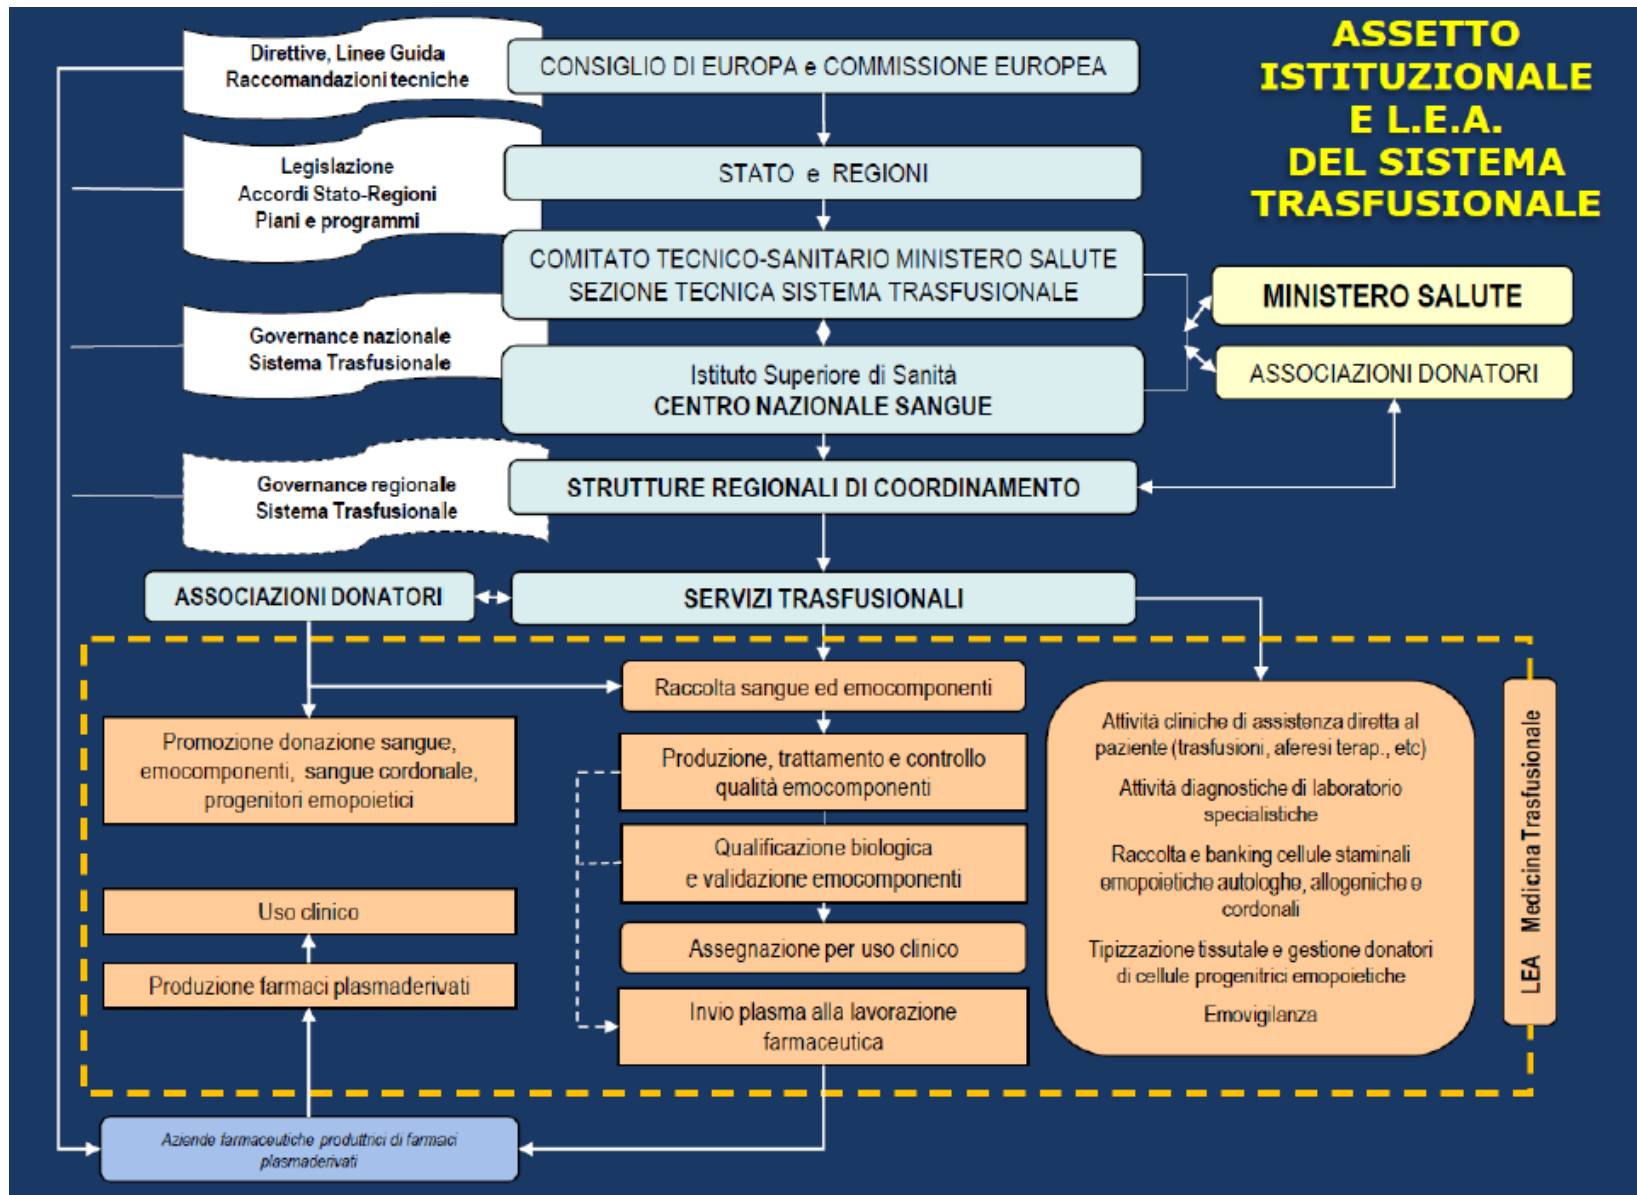 ASSETTO
ISTITUZIONALE
E L.E.A.
DEL SISTEMA
TRASFUSIONALE
Direttive, Linee Guida
Raccomandazioni tecniche
CONSIGLIO DI EUROPA e COMMISSIONE EUROPEA
Legislazione
Accordi Stato-Regioni
Piani e programmi
STATO e REGIONI
COMITATO TECNICO-SANITARIO MINISTERO SALUTE
SEZIONE TECNICA SISTEMA TRASFUSIONALE
MINISTERO SALUTE
Governance nazionale
Sistema Trasfusionale
Istituto Superiore di Sanità
CENTRO NAZIONALE SANGUE
ASSOCIAZIONI DONATORI
Governance regionale
Sistema Trasfusionale
STRUTTURE REGIONALI DI COORDINAMENTO
ASSOCIAZIONI DONATORI
SERVIZI TRASFUSIONALI
Promozione donazione sangue,
emocomponenti, sangue cordonale,
progenitori emopoietici
Uso clinico
Produzione farmaci plasmaderivati
Raccolta sangue ed emocomponenti
Produzione, trattamento e controllo
qualità emocomponenti
Qualificazione biologica
e validazione emocomponenti
Assegnazione per uso clinico
Invio plasma alla lavorazione
farmaceutica
Attività cliniche di assistenza diretta al
paziente (trasfusioni, aferesi terap., etc)
Attività diagnostiche di laboratorio
specialistiche
Raccolta e banking cellule staminali
emopoietiche autologhe, allogeniche e
cordonali
Tipizzazione tissutale e gestione donatori
di cellule progenitrici emopoietiche
Emovigilanza
LEA Medicina Trasfusionale
Aziende farmaceutiche produttrici di farmaci
plasmaderivati